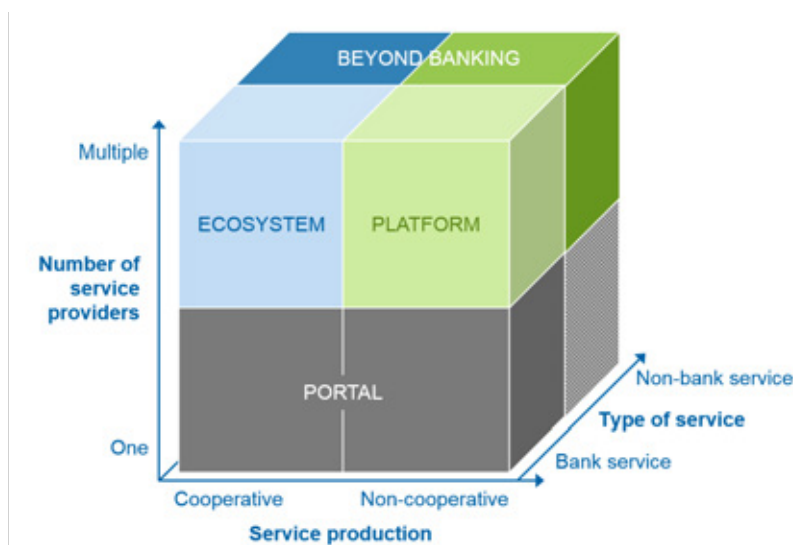 BEYOND BANKING
Multiple
ECOSYSTEM
PLATFORM
Number of
service
providers
PORTAL
Non-bank service
Type of service
One
Bank service
Cooperative
Non-cooperative
Service production